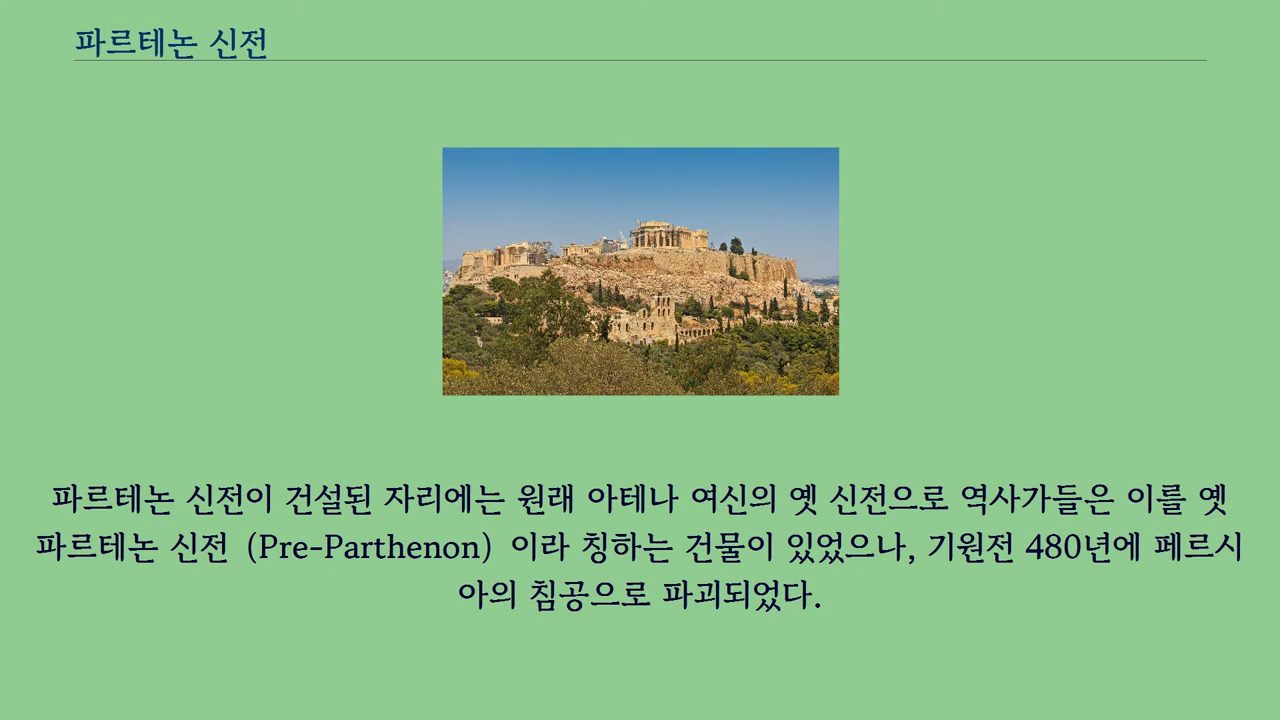 파르테논 신전
파르테논 신전이 건설된 자리에는 원래 아테나 여신의 옛 신전으로 역사가들은 이를 옛
파르테논 신전 (Pre-Parthenon) 이라 칭하는 건물이 있었으나, 기원전 480년에 페르시
아의 침공으로 파괴되었다.